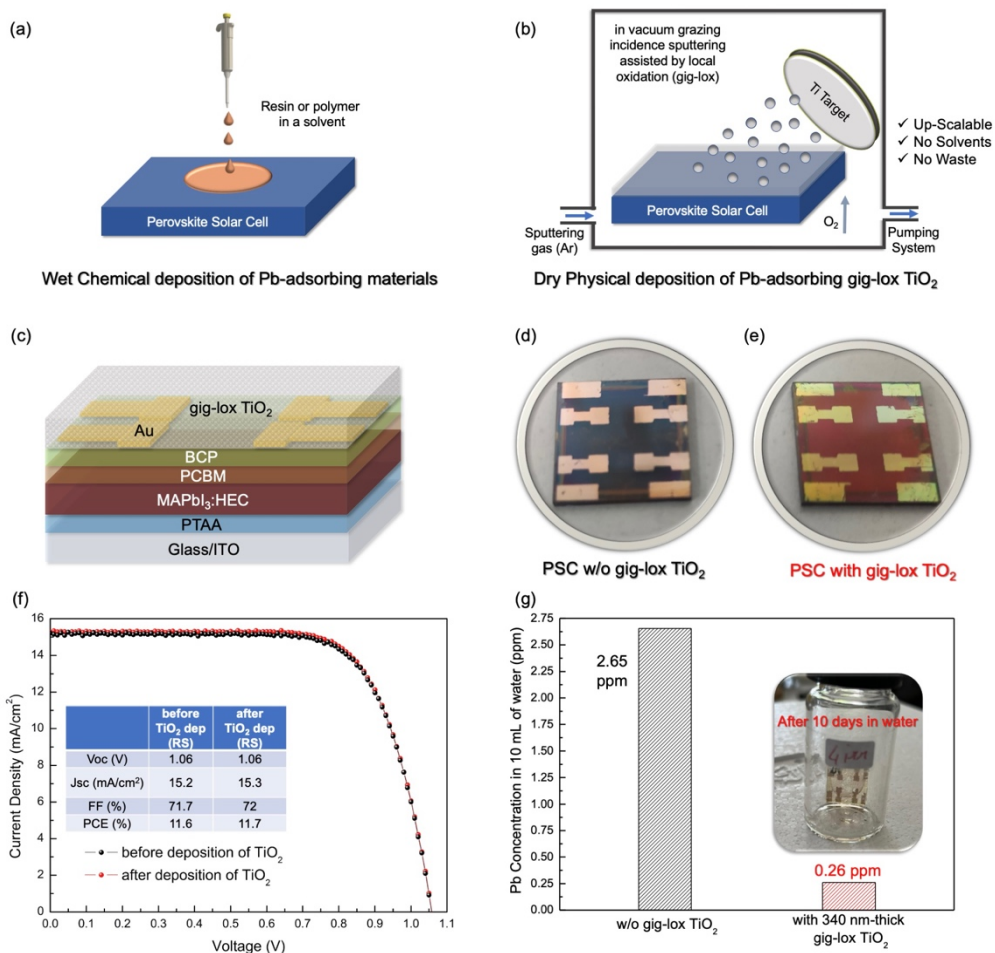 (a)
Resin or polymer
in a solvent
Perovskite Solar Cell
Wet Chemical deposition of Pb-adsorbing materials
(b)
in vacuum grazing
incidence sputtering
assisted by local
oxidation (gig-lox)
Ti Target
✓ Up-Scalable
✓ No Solvents
✓ No Waste
Perovskite Solar Cell
Sputtering
gas (Ar)
O₂
Pumping
System
Dry Physical deposition of Pb-adsorbing gig-lox TiO₂
(c)
gig-lox TiO₂
Au
BCP
PCBM
MAPbI₃:HEC
PTAA
Glass/ITO
(d)
PSC w/o gig-lox TiO₂
(e)
PSC with gig-lox TiO₂
(f)
Current Density (mA/cm²)
16
14
12
10
8
6
4
2
0
before TiO₂ dep (RS) after TiO₂ dep (RS)
Voc (V) 1.06 1.06
Jsc (mA/cm²) 15.2 15.3
FF (%) 71.7 72
PCE (%) 11.6 11.7
before deposition of TiO₂
after deposition of TiO₂
0.0 0.1 0.2 0.3 0.4 0.5 0.6 0.7 0.8 0.9 1.0 1.1
Voltage (V)
(g)
Pb Concentration in 10 mL of water (ppm)
2.75
2.50
2.25
2.00
1.75
1.50
1.25
1.00
0.75
0.50
0.25
0.00
2.65
ppm
After 10 days in water
0.26 ppm
w/o gig-lox TiO₂
with 340 nm-thick
gig-lox TiO₂